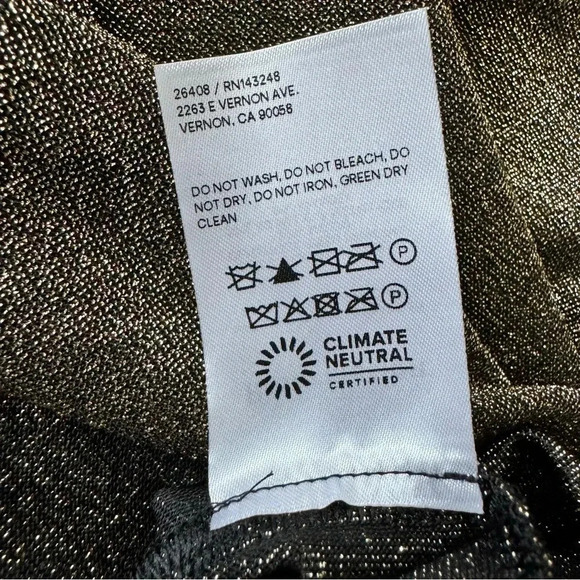 26408 / RN143248
2263 E VERNON AVE.
VERNON, CA 90058
DO NOT WASH, DO NOT BLEACH, DO
NOT DRY, DO NOT IRON, GREEN DRY
CLEAN
P
P
CLIMATE
NEUTRAL
CERTIFIED